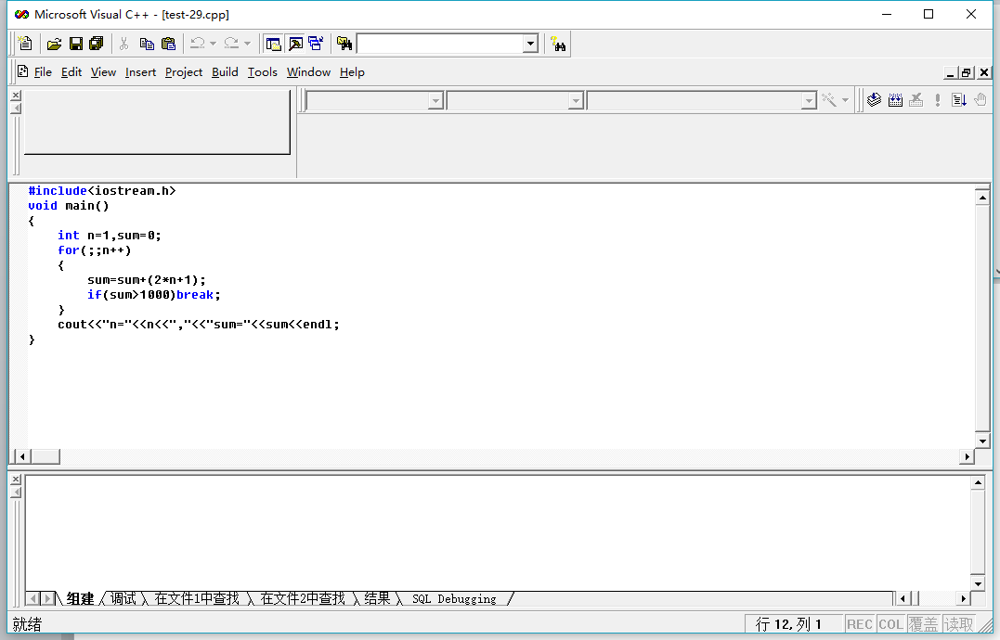 Microsoft Visual C++ - [test-29.cpp]
File Edit View Insert Project Build Tools Window Help
#include<iostream.h>
void main()
{
    int n=1,sum=0;
    for(;;n++)
    {
        sum=sum+(2*n+1);
        if(sum>1000)break;
    }
    cout<<"n="<<n<<","<<"sum="<<sum<<endl;
}
组建 调试 在文件1中查找 在文件2中查找 结果 SQL Debugging
就绪 行 12, 列 1 REC COL 覆盖 读取